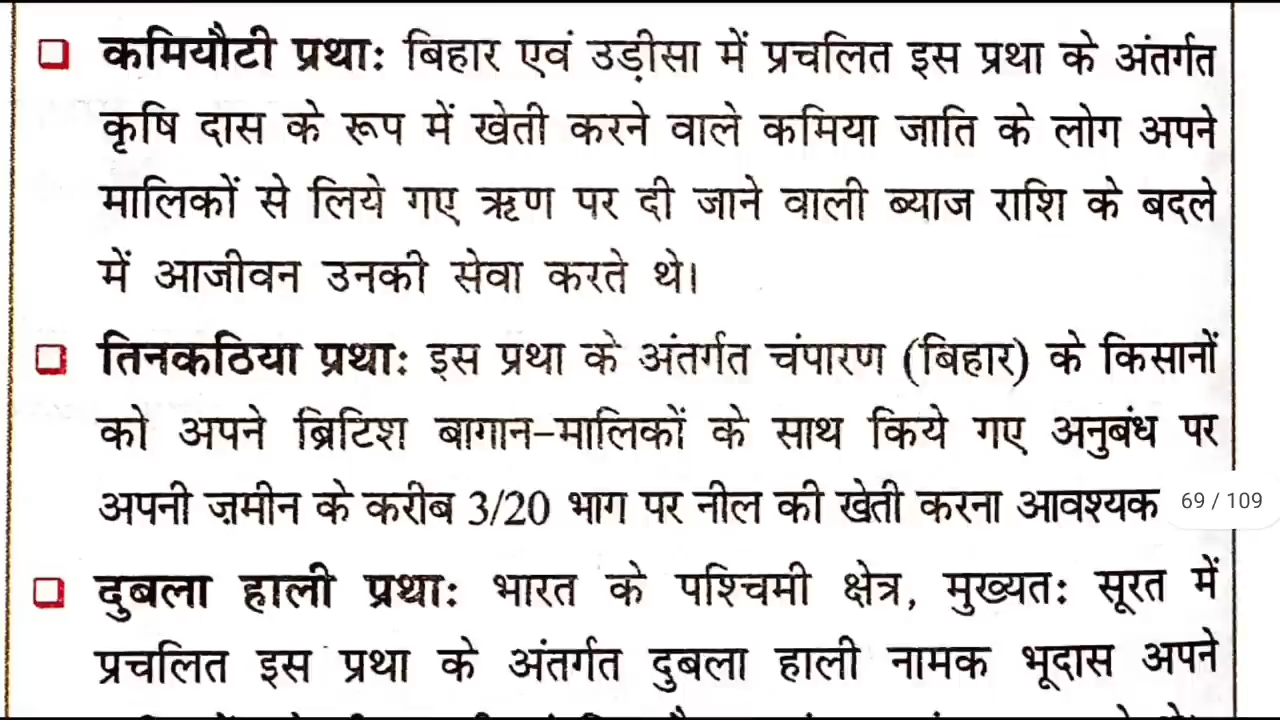 कमियौटी प्रथाः बिहार एवं उड़ीसा में प्रचलित इस प्रथा के अंतर्गत
कृषि दास के रूप में खेती करने वाले कमिया जाति के लोग अपने
मालिकों से लिये गए ऋण पर दी जाने वाली ब्याज राशि के बदले
में आजीवन उनकी सेवा करते थे।
तिनकठिया प्रथाः इस प्रथा के अंतर्गत चंपारण (बिहार) के किसानों
को अपने ब्रिटिश बागान-मालिकों के साथ किये गए अनुबंध पर
अपनी ज़मीन के करीब 3/20 भाग पर नील की खेती करना आवश्यक
69 / 109
दुबला हाली प्रथाः भारत के पश्चिमी क्षेत्र, मुख्यतः सूरत में
प्रचलित इस प्रथा के अंतर्गत दुबला हाली नामक भूदास अपने